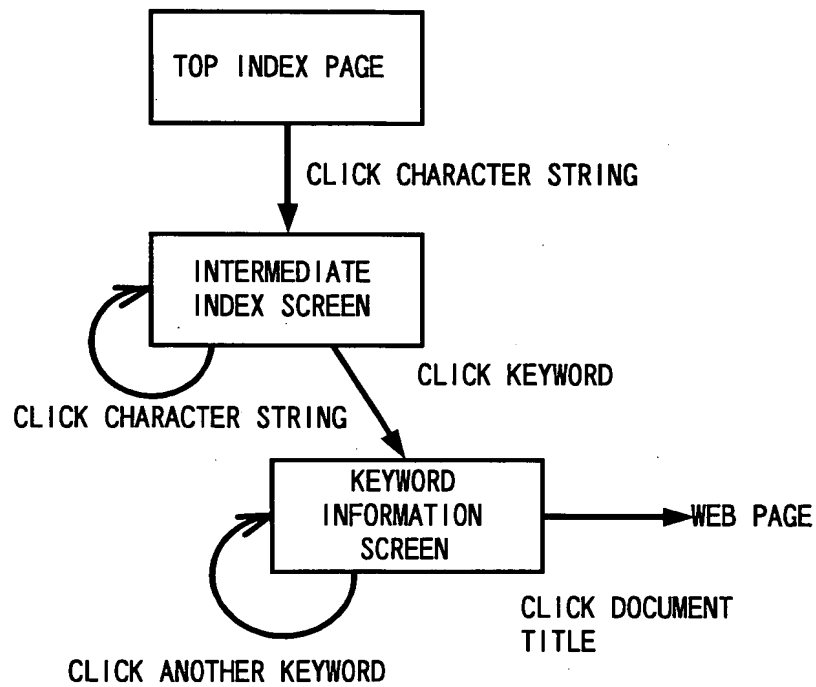 TOP INDEX PAGE
CLICK CHARACTER STRING
INTERMEDIATE
INDEX SCREEN
CLICK KEYWORD
CLICK CHARACTER STRING
KEYWORD
INFORMATION
SCREEN
WEB PAGE
CLICK DOCUMENT
TITLE
CLICK ANOTHER KEYWORD